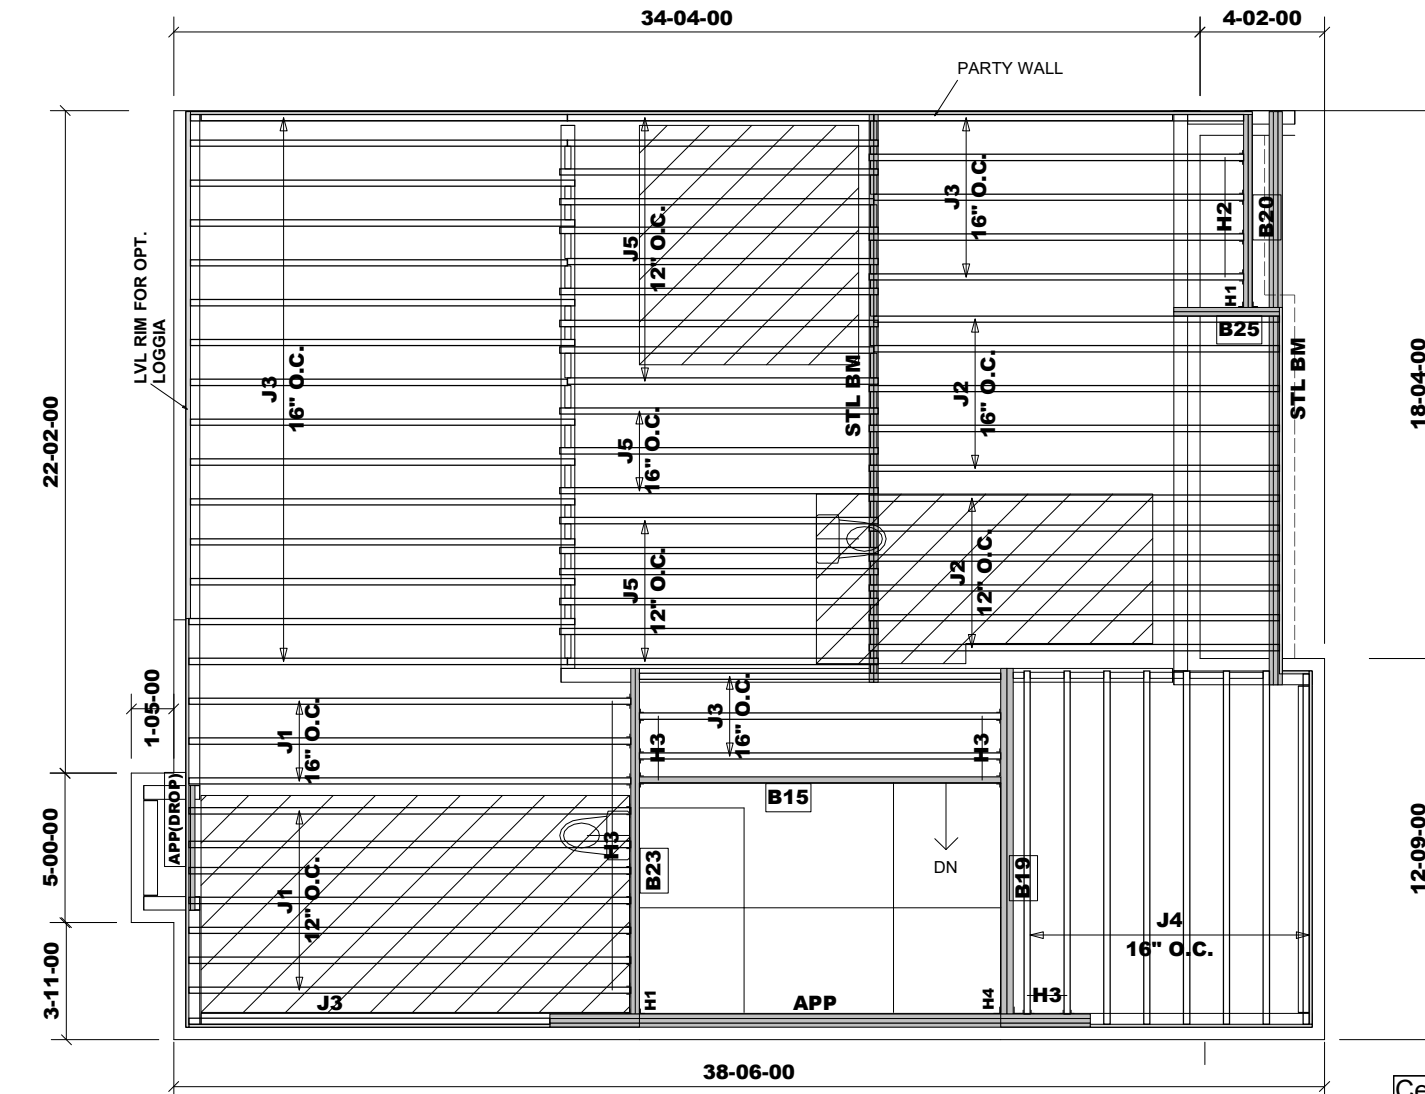 34-04-00
4-02-00
PARTY WALL
J3
16" O.C.
J5
12" O.C.
J3
16" O.C.
H2
B20
H1
B25
LVL RIM FOR OPT.
LOGGIA
22-02-00
18-04-00
STL BM
STL BM
J2
16" O.C.
J5
16" O.C.
J5
12" O.C.
J2
12" O.C.
1-05-00
J1
16" O.C.
J3
16" O.C.
H3
H3
APP(DROP)
B15
5-00-00
H3
B23
DN
B19
12-09-00
J1
12" O.C.
J4
16" O.C.
3-11-00
J3
H1
APP
H4
H3
38-06-00
Ce